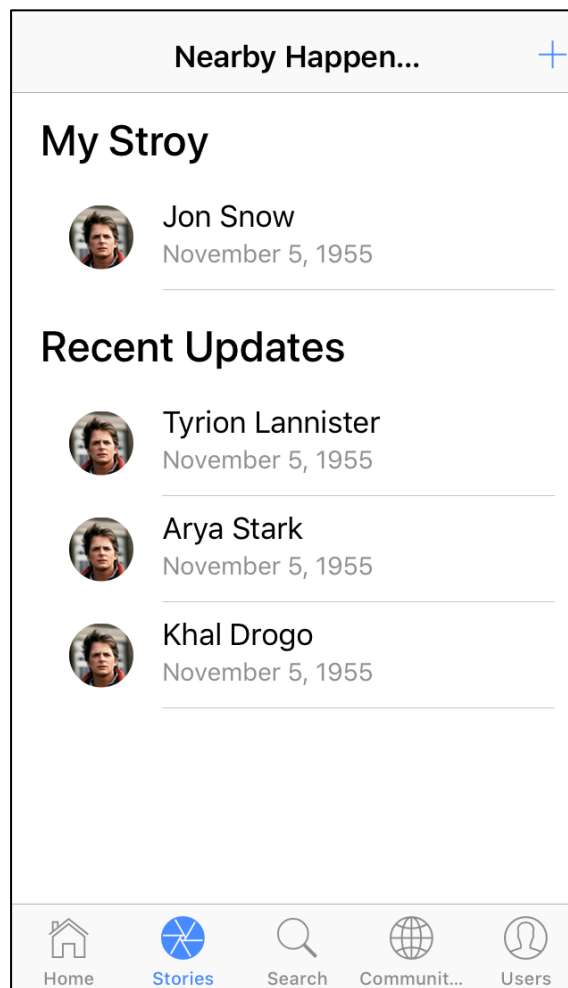 Nearby Happen...
My Stroy
Jon Snow
November 5, 1955
Recent Updates
Tyrion Lannister
November 5, 1955
Arya Stark
November 5, 1955
Khal Drogo
November 5, 1955
Home Stories Search Communit... Users